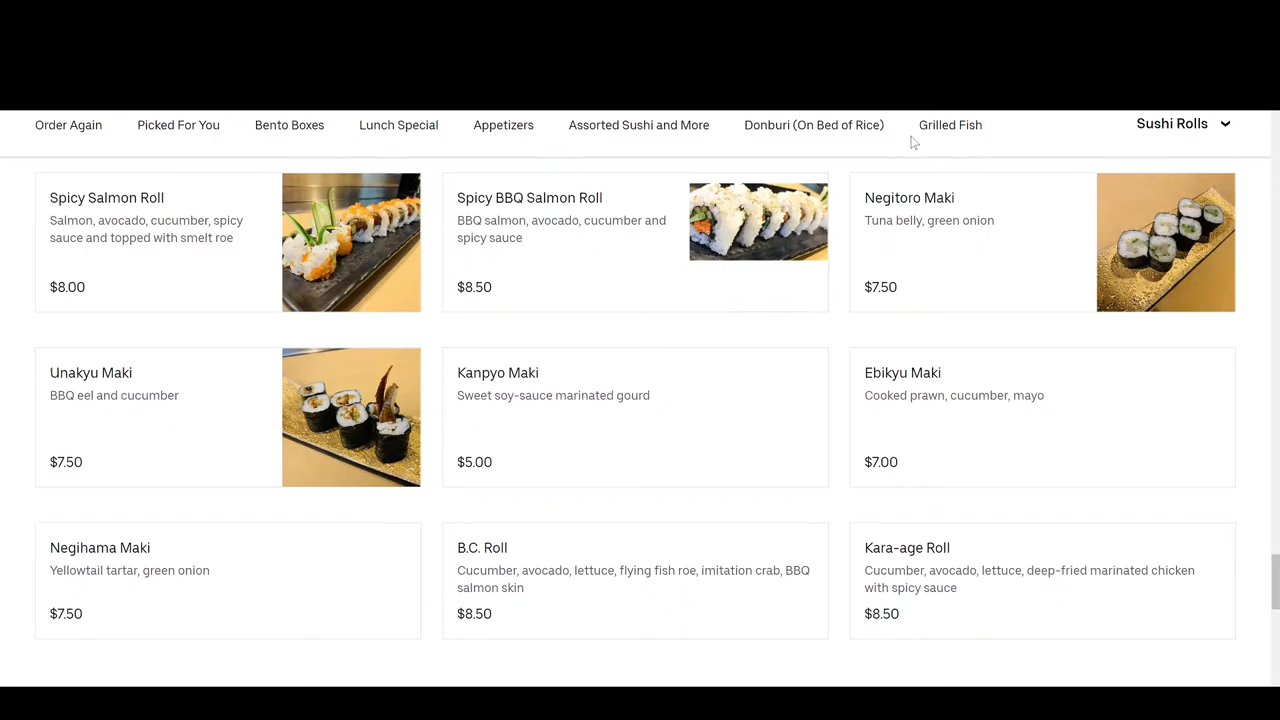 Order Again Picked For You Bento Boxes Lunch Special Appetizers Assorted Sushi and More Donburi (On Bed of Rice) Grilled Fish Sushi Rolls
Spicy Salmon Roll
Salmon, avocado, cucumber, spicy
sauce and topped with smelt roe
$8.00
Spicy BBQ Salmon Roll
BBQ salmon, avocado, cucumber and
spicy sauce
$8.50
Negitoro Maki
Tuna belly, green onion
$7.50
Unakyu Maki
BBQ eel and cucumber
$7.50
Kanpyo Maki
Sweet soy-sauce marinated gourd
$5.00
Ebikyu Maki
Cooked prawn, cucumber, mayo
$7.00
Negihama Maki
Yellowtail tartar, green onion
$7.50
B.C. Roll
Cucumber, avocado, lettuce, flying fish roe, imitation crab, BBQ
salmon skin
$8.50
Kara-age Roll
Cucumber, avocado, lettuce, deep-fried marinated chicken
with spicy sauce
$8.50